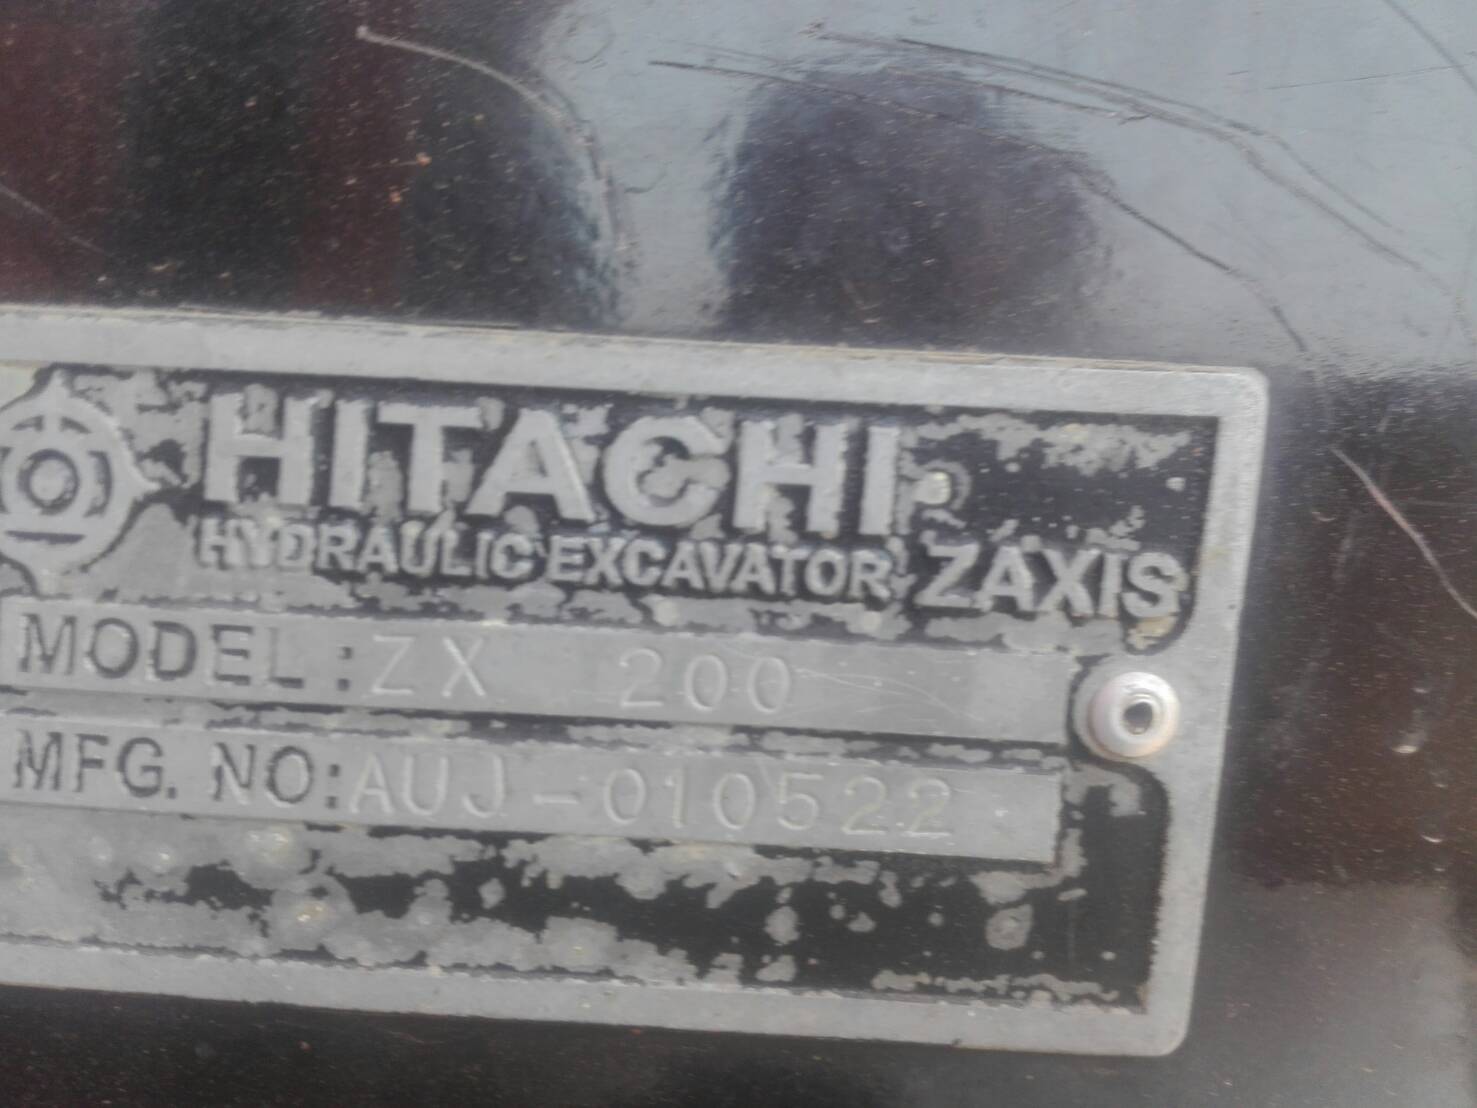 HITACHI
HYDRAULIC EXCAVATOR ZAXIS
MODEL : ZX 200
MFG. NO: AUJ-010522